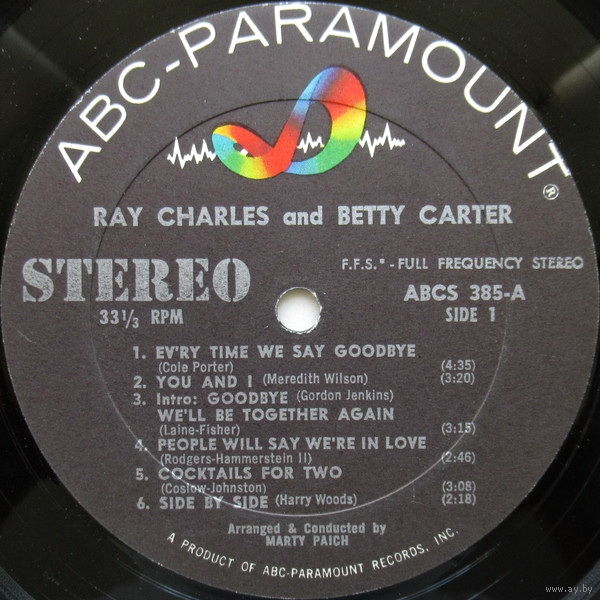 ABC-PARAMOUNT®
RAY CHARLES and BETTY CARTER
STEREO
F.F.S.* - FULL FREQUENCY STEREO
33 1/3 RPM
ABCS 385-A
SIDE 1
1. EV'RY TIME WE SAY GOODBYE
(Cole Porter) (4:35)
2. YOU AND I (Meredith Wilson) (3:20)
3. Intro: GOODBYE (Gordon Jenkins)
WE'LL BE TOGETHER AGAIN
(Laine-Fisher) (3:15)
4. PEOPLE WILL SAY WE'RE IN LOVE
(Rodgers-Hammerstein II) (2:46)
5. COCKTAILS FOR TWO
(Coslow-Johnston) (3:08)
6. SIDE BY SIDE (Harry Woods) (2:18)
Arranged & Conducted by
MARTY PAICH
A PRODUCT OF ABC-PARAMOUNT RECORDS, INC.
www.ay.by